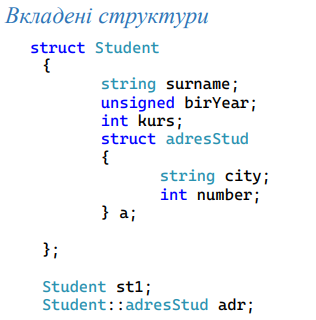 Вкладені структури
struct Student
{
string surname;
unsigned birYear;
int kurs;
struct adresStud
{
string city;
int number;
} a;
};
Student st1;
Student::adresStud adr;